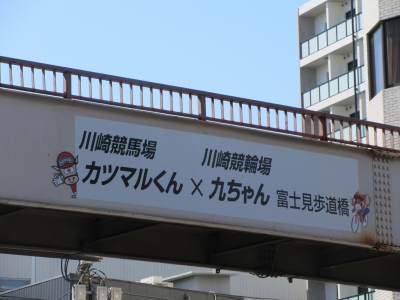 川崎競馬場 川崎競輪場
カツマルくん×九ちゃん 富士見歩道橋